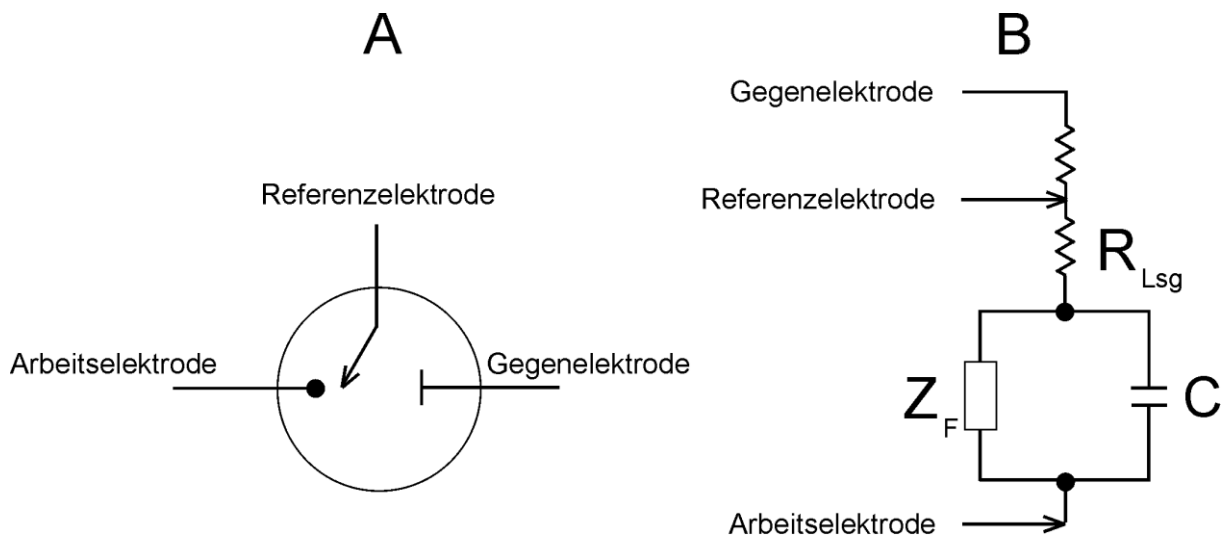 A
Referenzelektrode
Arbeitselektrode
Gegenelektrode
B
Gegenelektrode
Referenzelektrode
R Lsg
Z F
C
Arbeitselektrode